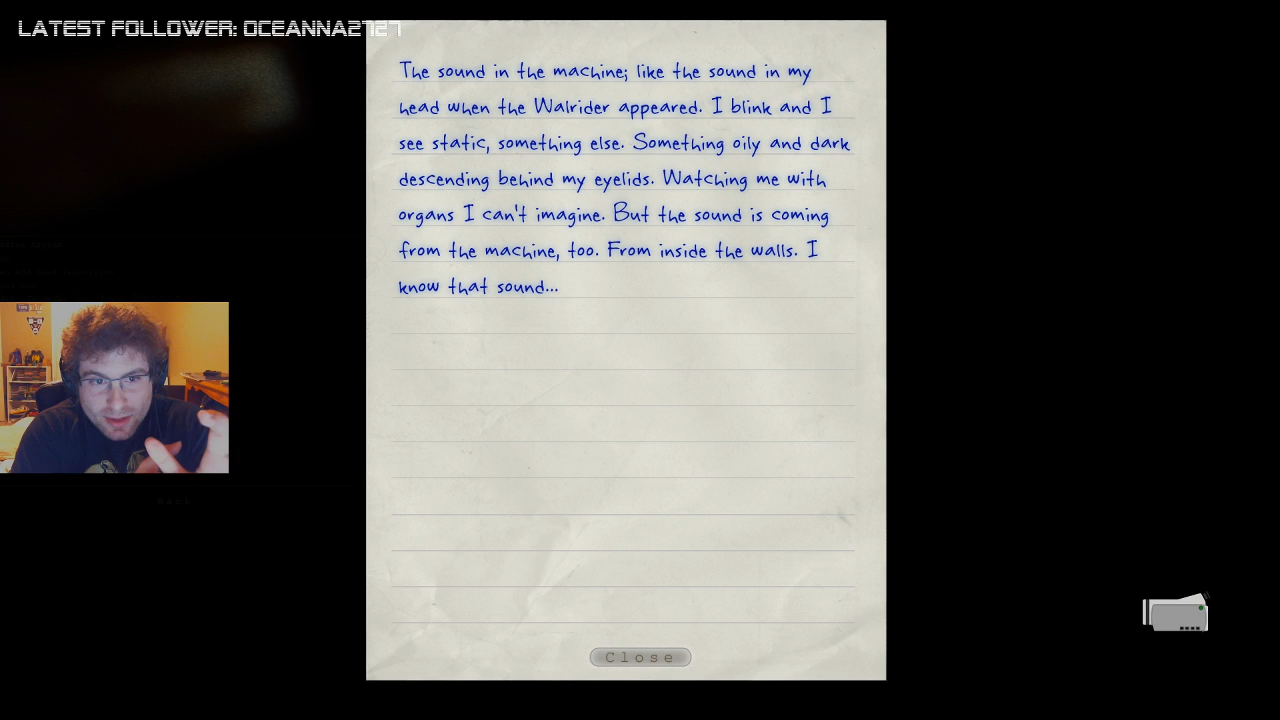 LATEST FOLLOWER: OCEANNA2727
The sound in the machine; like the sound in my
head when the Walrider appeared. I blink and I
see static, something else. Something oily and dark
descending behind my eyelids. Watching me with
organs I can't imagine. But the sound is coming
from the machine, too. From inside the walls. I
know that sound...
Close